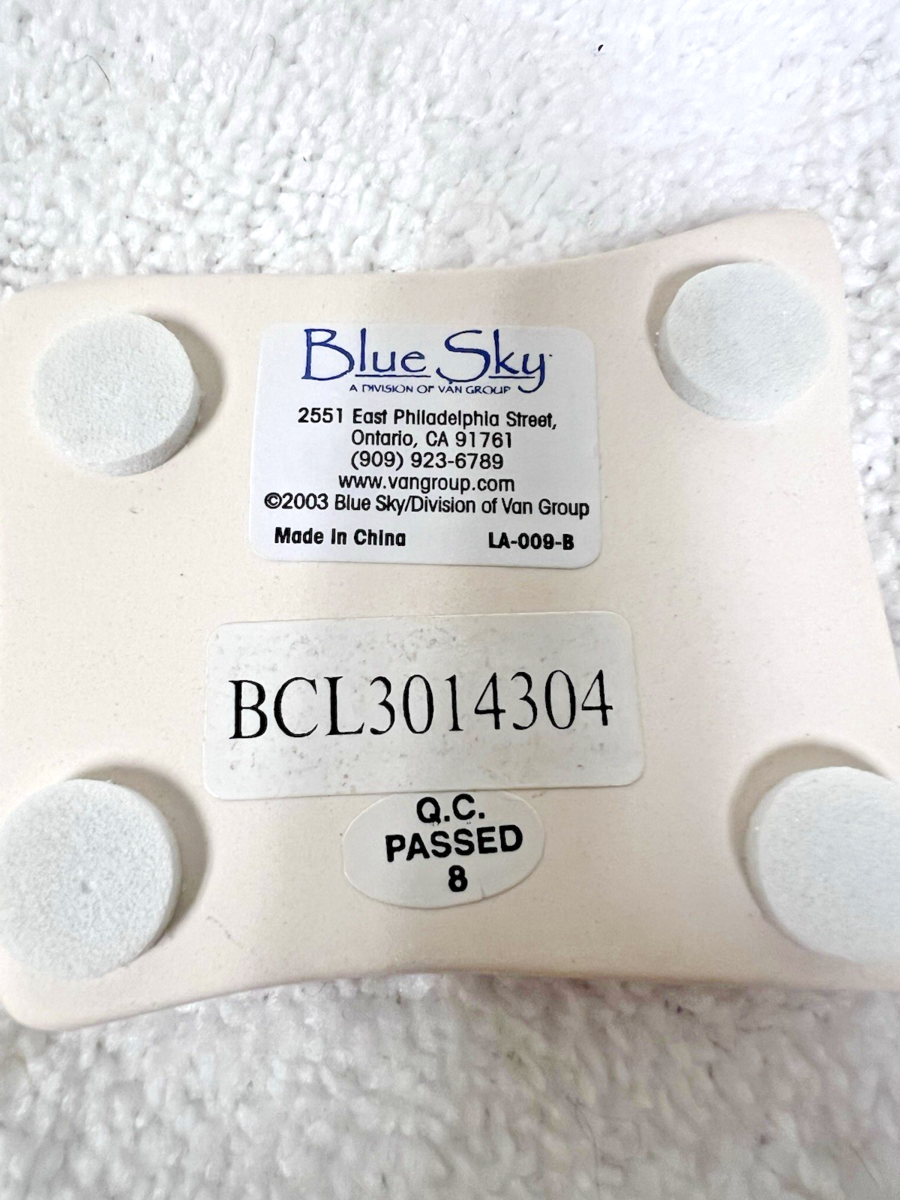 Blue Sky
A DIVISION OF VAN GROUP
2551 East Philadelphia Street,
Ontario, CA 91761
(909) 923-6789
www.vangroup.com
©2003 Blue Sky/Division of Van Group
Made in China LA-009-B
BCL3014304
Q.C.
PASSED
8